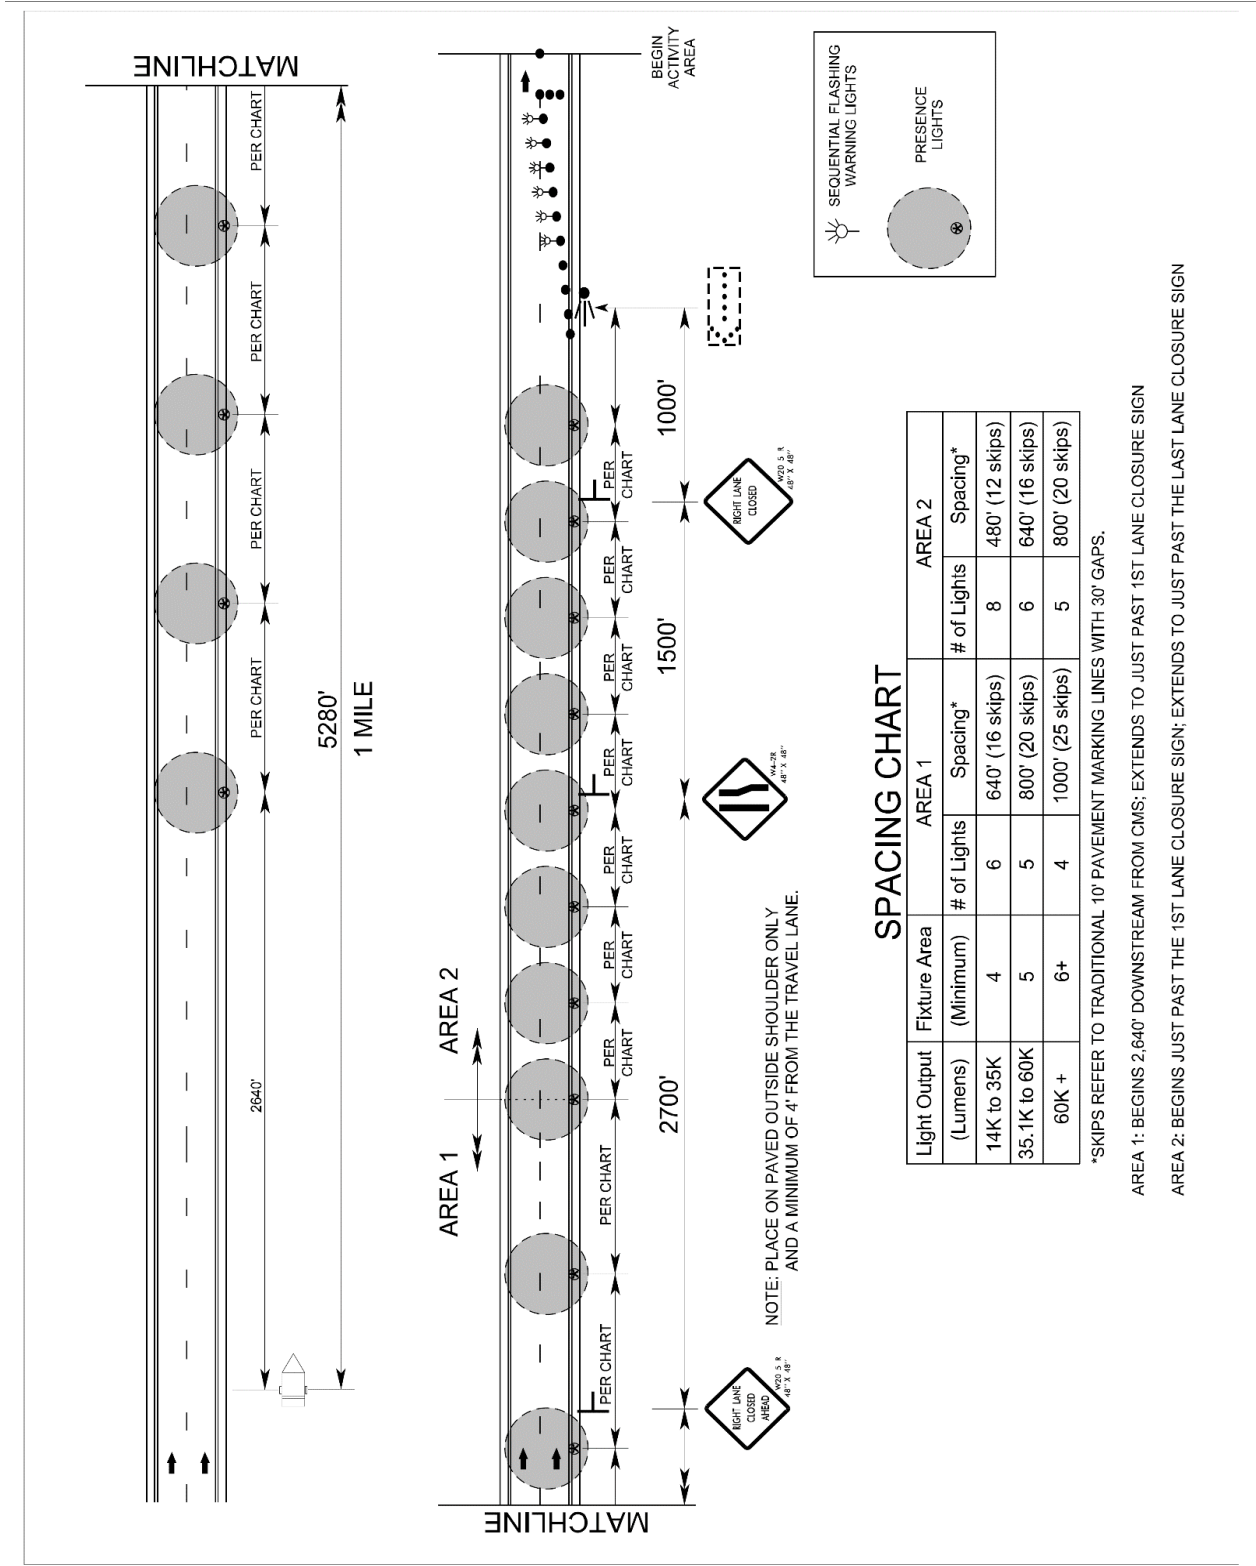 MATCHLINE
PER CHART
PER CHART
PER CHART
PER CHART
2640'
5280'
1 MILE
BEGIN
ACTIVITY
AREA
AREA 1
AREA 2
PER CHART
PER CHART
PER
CHART
PER
CHART
PER
CHART
PER
CHART
PER
CHART
PER
CHART
PER
CHART
2700'
1500'
1000'
MATCHLINE
RIGHT LANE
CLOSED
AHEAD
W20 5 R
48" X 48"
W4-2R
48" X 48"
RIGHT LANE
CLOSED
W20 5 R
48" X 48"
NOTE: PLACE ON PAVED OUTSIDE SHOULDER ONLY
AND A MINIMUM OF 4' FROM THE TRAVEL LANE.
SEQUENTIAL FLASHING
WARNING LIGHTS
PRESENCE
LIGHTS
SPACING CHART
Light Output Fixture Area AREA 1 AREA 2
(Lumens) (Minimum) # of Lights Spacing* # of Lights Spacing*
14K to 35K 4 6 640' (16 skips) 8 480' (12 skips)
35.1K to 60K 5 5 800' (20 skips) 6 640' (16 skips)
60K + 6+ 4 1000' (25 skips) 5 800' (20 skips)
*SKIPS REFER TO TRADITIONAL 10' PAVEMENT MARKING LINES WITH 30' GAPS.
AREA 1: BEGINS 2,640' DOWNSTREAM FROM CMS; EXTENDS TO JUST PAST 1ST LANE CLOSURE SIGN
AREA 2: BEGINS JUST PAST THE 1ST LANE CLOSURE SIGN; EXTENDS TO JUST PAST THE LAST LANE CLOSURE SIGN